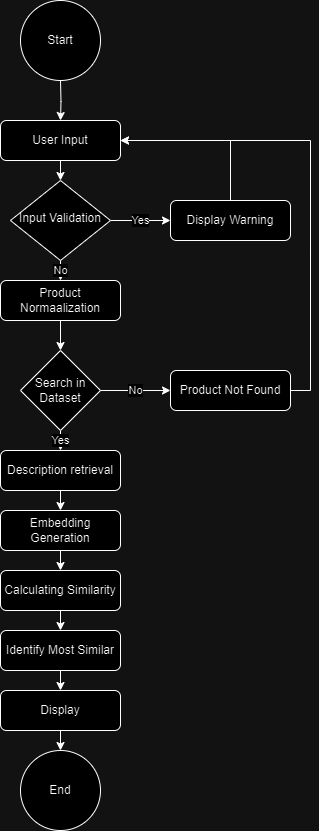 Start
User Input
Input Validation
Yes
Display Warning
No
Product
Normaalization
Search in
Dataset
No
Product Not Found
Yes
Description retrieval
Embedding
Generation
Calculating Similarity
Identify Most Similar
Display
End